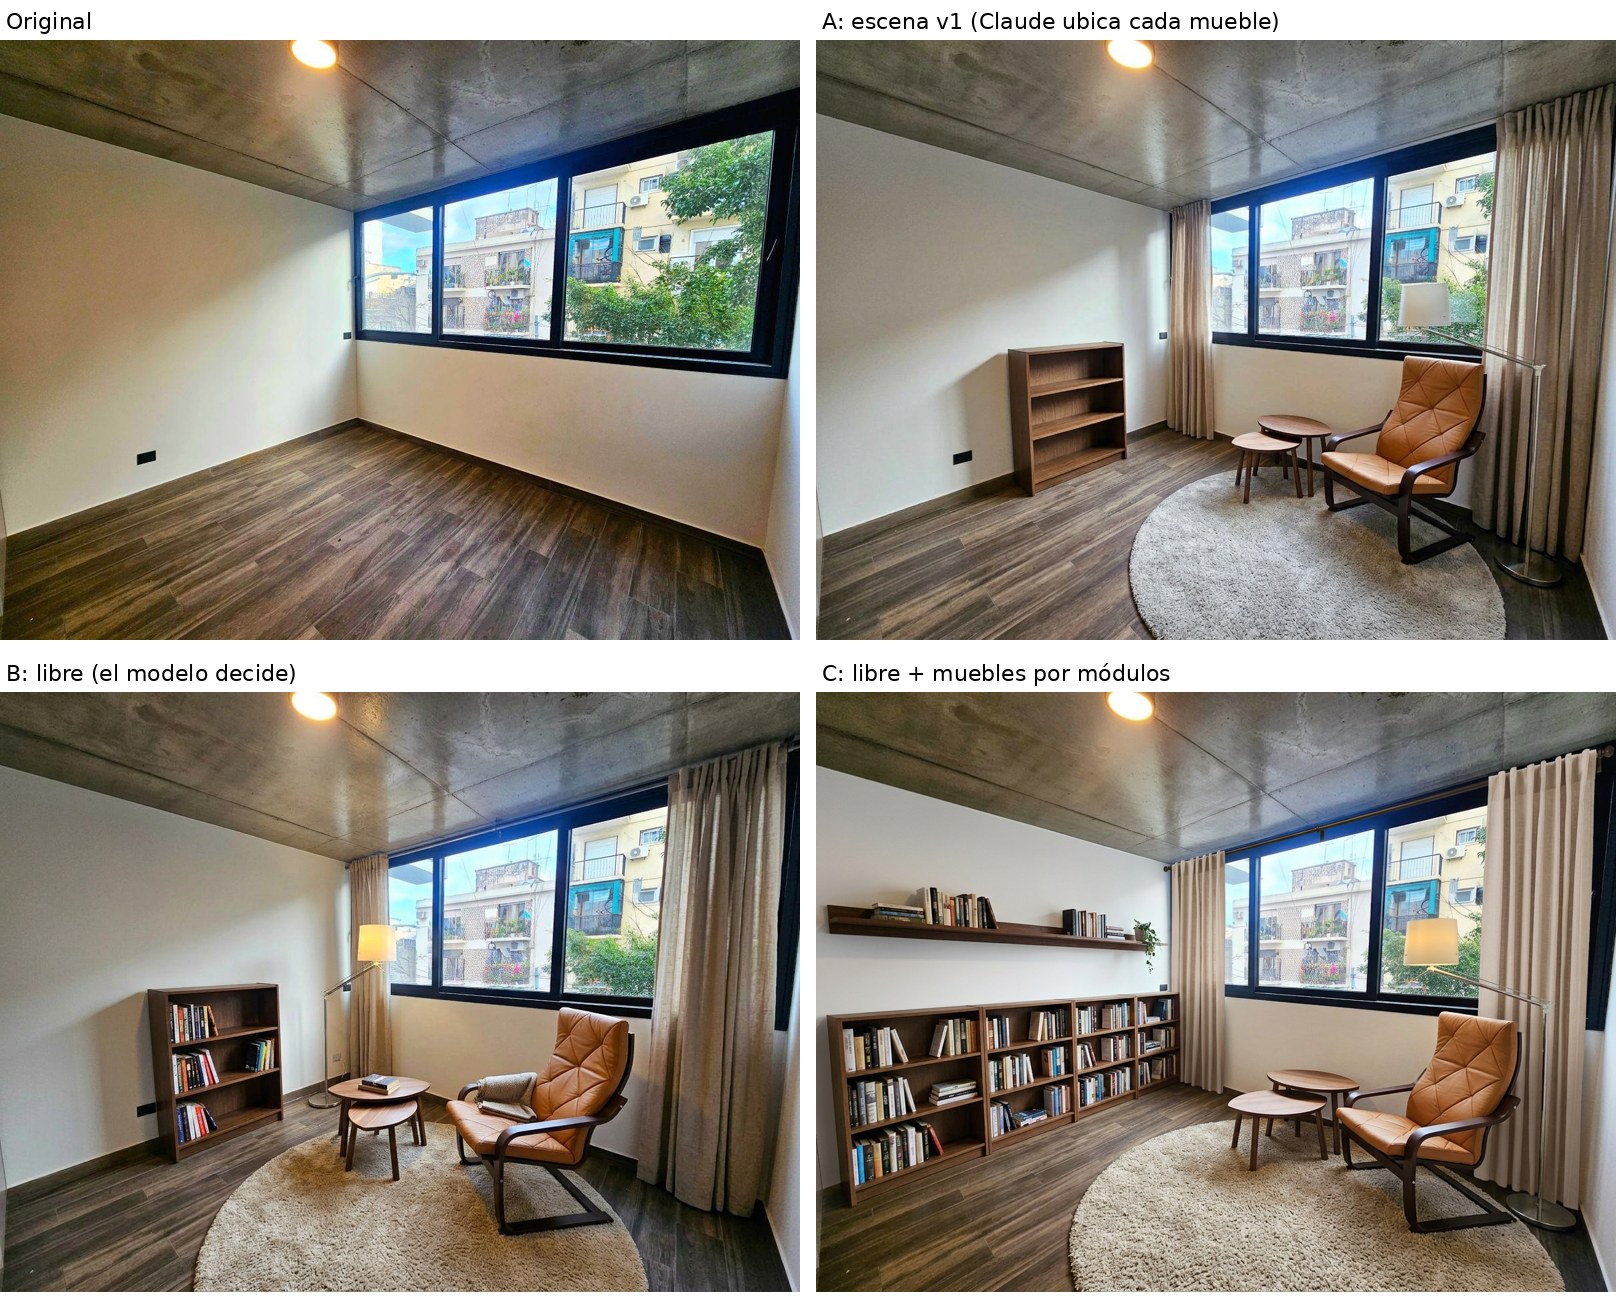 Original
A: escena v1 (Claude ubica cada mueble)
B: libre (el modelo decide)
C: libre + muebles por módulos